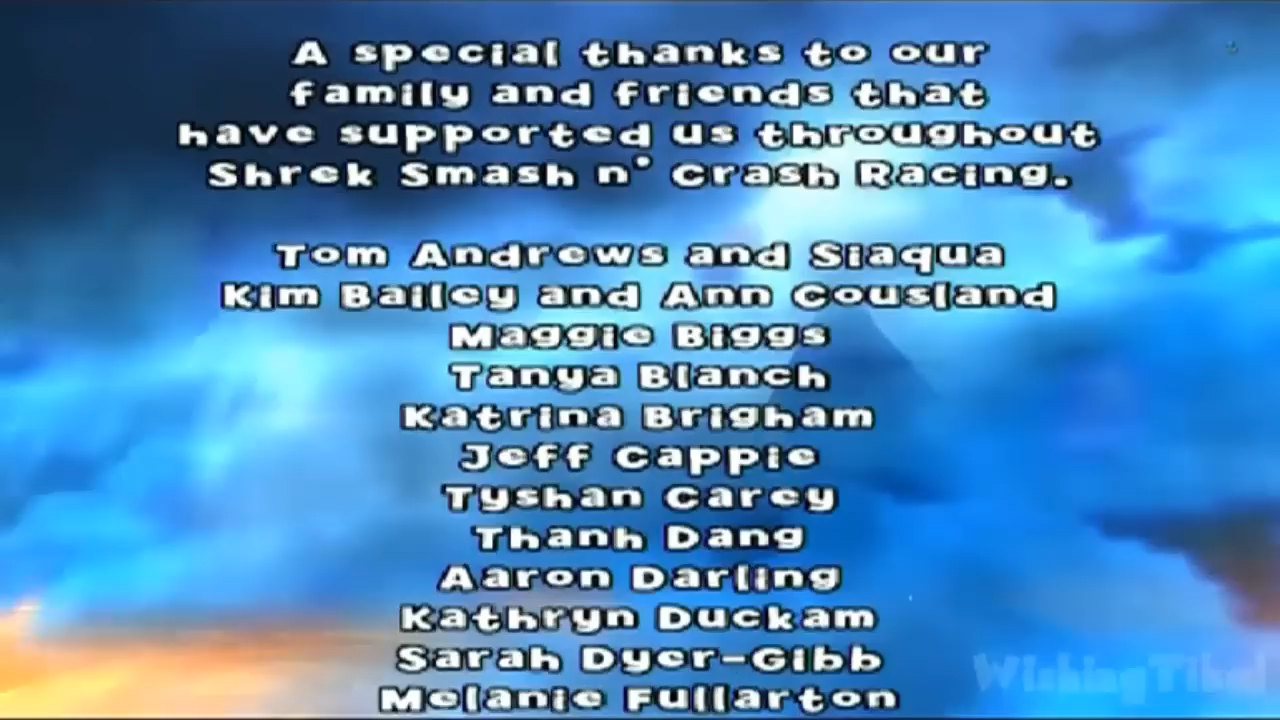 A special thanks to our
family and friends that
have supported us throughout
Shrek Smash n' Crash Racing.
Tom Andrews and Siaqua
Kim Bailey and Ann Cousland
Maggie Biggs
Tanya Blanch
Katrina Brigham
Jeff Cappie
Tyshan Carey
Thanh Dang
Aaron Darling
Kathryn Duckam
Sarah Dyer-Gibb
Melanie Fullarton